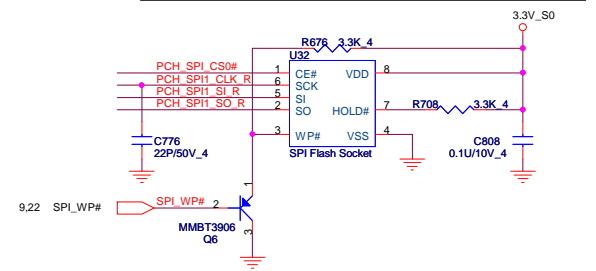 3.3V_S0
R676 3.3K_4
U32
PCH_SPI_CS0# 1 CE# VDD 8
PCH_SPI1_CLK_R 6 SCK
PCH_SPI1_SI_R 5 SI
PCH_SPI1_SO_R 2 SO HOLD# 7 R708 3.3K_4
3 WP# VSS 4
C776
22P/50V_4
SPI Flash Socket
C808
0.1U/10V_4
1
9,22 SPI_WP# SPI_WP# 2
MMBT3906
Q6
3